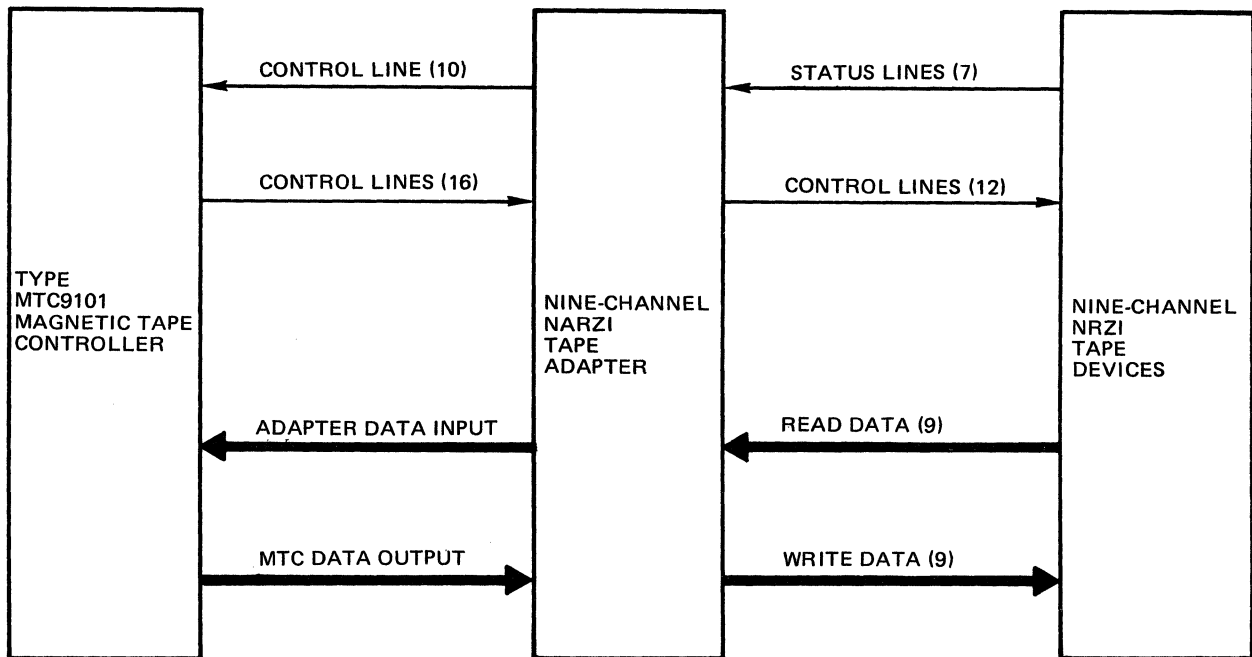 CONTROL LINE (10)
STATUS LINES (7)
CONTROL LINES (16)
CONTROL LINES (12)
TYPE
MTC9101
MAGNETIC TAPE
CONTROLLER
NINE-CHANNEL
NARZI
TAPE
ADAPTER
NINE-CHANNEL
NRZI
TAPE
DEVICES
ADAPTER DATA INPUT
READ DATA (9)
MTC DATA OUTPUT
WRITE DATA (9)